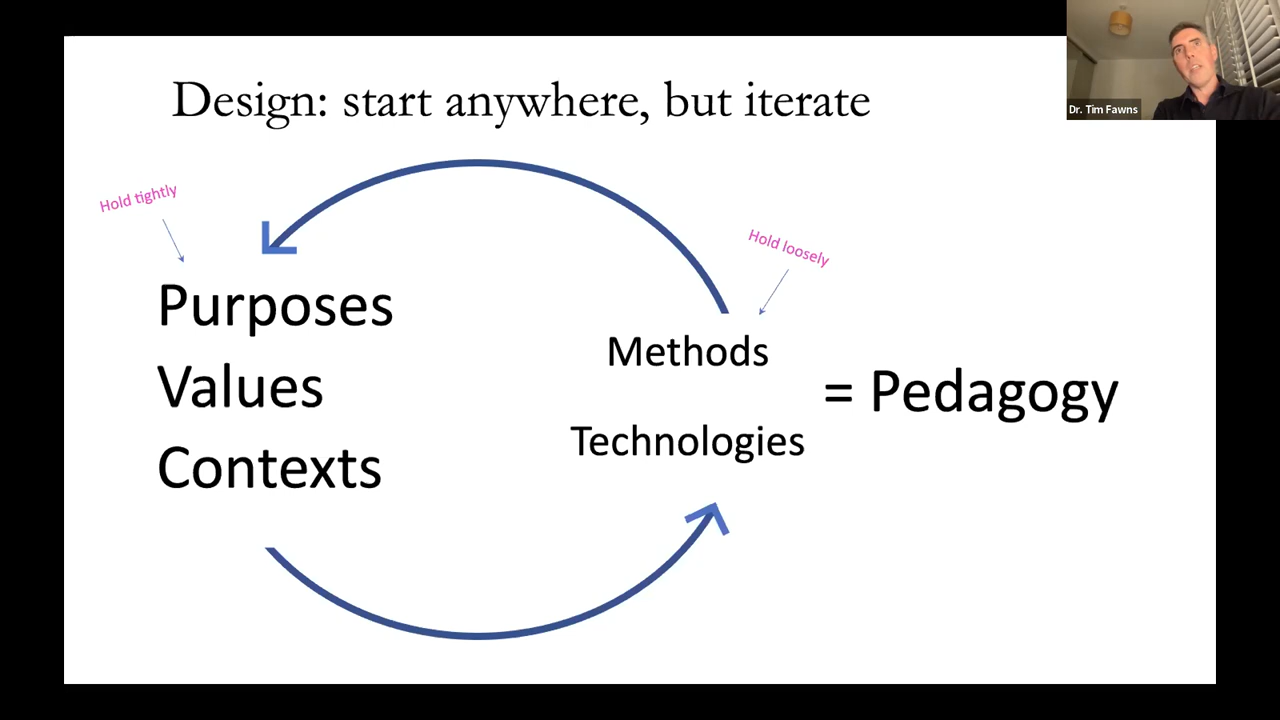 Design: start anywhere, but iterate
Dr. Tim Fawns
Hold tightly
Hold loosely
Purposes
Values
Contexts
Methods
Technologies
= Pedagogy